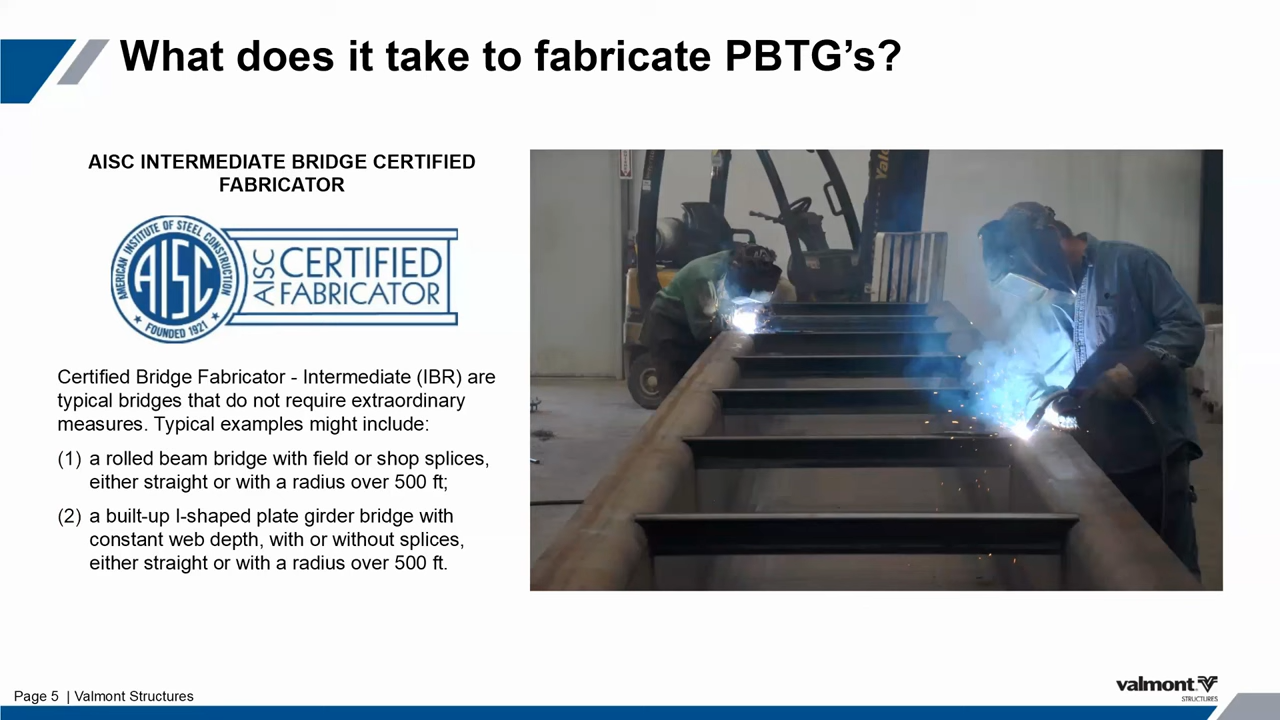 What does it take to fabricate PBTG’s?
AISC INTERMEDIATE BRIDGE CERTIFIED
FABRICATOR
AMERICAN INSTITUTE OF STEEL CONSTRUCTION
AISC
FOUNDED 1921
AISC
CERTIFIED
FABRICATOR
Certified Bridge Fabricator - Intermediate (IBR) are
typical bridges that do not require extraordinary
measures. Typical examples might include:
(1) a rolled beam bridge with field or shop splices,
either straight or with a radius over 500 ft;
(2) a built-up I-shaped plate girder bridge with
constant web depth, with or without splices,
either straight or with a radius over 500 ft.
Yale
Page 5 | Valmont Structures
valmont
STRUCTURES